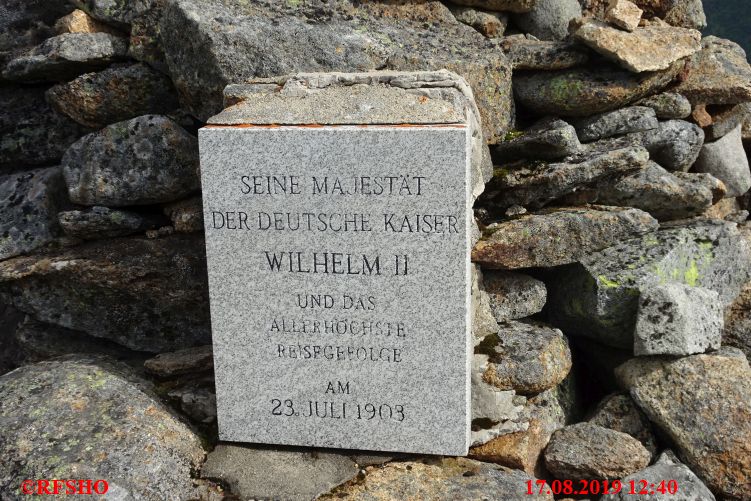 SEINE MAJESTÄT
DER DEUTSCHE KAISER
WILHELM II
UND DAS
ALLERHÖCHSTE
REISEGEFOLGE
AM
23. JULI 1903
©RFSHO
17.08.2019 12:40